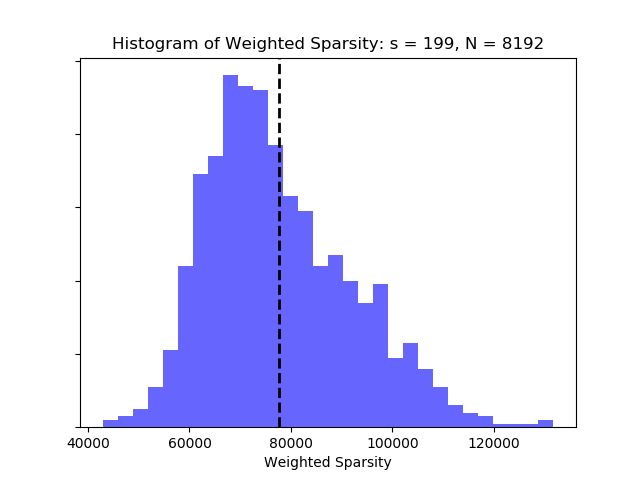 Histogram of Weighted Sparsity: s = 199, N = 8192
40000 60000 80000 100000 120000
Weighted Sparsity